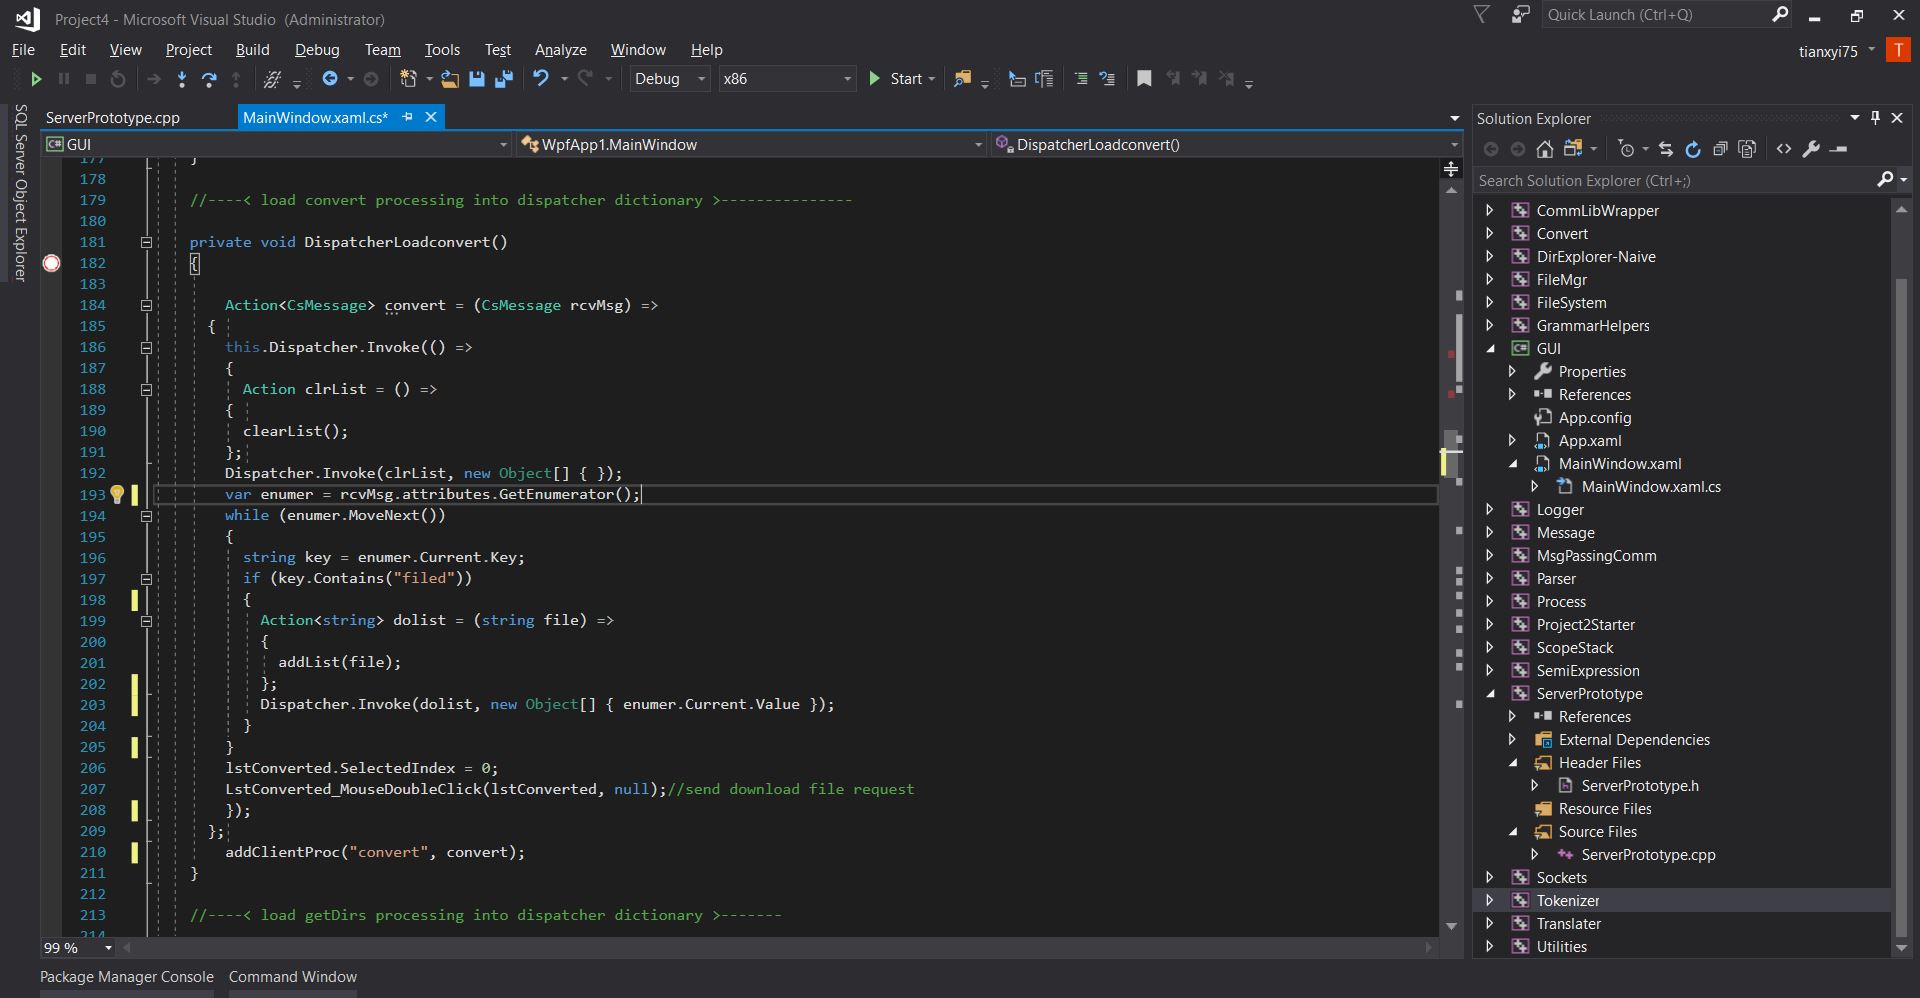 Project4 - Microsoft Visual Studio (Administrator)
Quick Launch (Ctrl+Q)
File Edit View Project Build Debug Team Tools Test Analyze Window Help
tianxyi75 T
Debug x86 Start
SQL Server Object Explorer
ServerPrototype.cpp MainWindow.xaml.cs*
C# GUI WpfApp1.MainWindow DispatcherLoadconvert()
177 }
178
179 //----< load convert processing into dispatcher dictionary >---------------
180
181 private void DispatcherLoadconvert()
182 {
183
184 Action<CsMessage> convert = (CsMessage rcvMsg) =>
185 {
186 this.Dispatcher.Invoke(() =>
187 {
188 Action clrList = () =>
189 {
190 clearList();
191 };
192 Dispatcher.Invoke(clrList, new Object[] { });
193 var enumer = rcvMsg.attributes.GetEnumerator();
194 while (enumer.MoveNext())
195 {
196 string key = enumer.Current.Key;
197 if (key.Contains("filed"))
198 {
199 Action<string> dolist = (string file) =>
200 {
201 addList(file);
202 };
203 Dispatcher.Invoke(dolist, new Object[] { enumer.Current.Value });
204 }
205 }
206 lstConverted.SelectedIndex = 0;
207 LstConverted_MouseDoubleClick(lstConverted, null);//send download file request
208 });
209 };
210 addClientProc("convert", convert);
211 }
212
213 //----< load getDirs processing into dispatcher dictionary >-------
214
99 %
Package Manager Console Command Window
Solution Explorer
Search Solution Explorer (Ctrl+;)
CommLibWrapper
Convert
DirExplorer-Naive
FileMgr
FileSystem
GrammarHelpers
C# GUI
Properties
References
App.config
App.xaml
MainWindow.xaml
MainWindow.xaml.cs
Logger
Message
MsgPassingComm
Parser
Process
Project2Starter
ScopeStack
SemiExpression
ServerPrototype
References
External Dependencies
Header Files
ServerPrototype.h
Resource Files
Source Files
ServerPrototype.cpp
Sockets
Tokenizer
Translater
Utilities